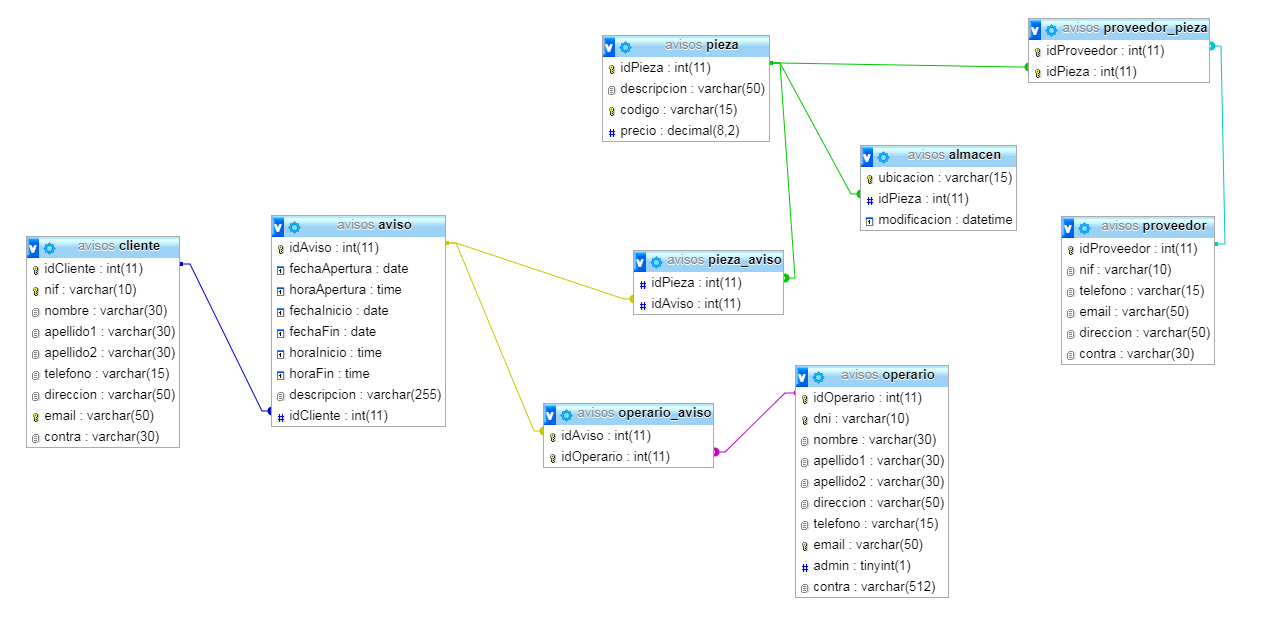 avisos pieza
idPieza : int(11)
descripcion : varchar(50)
codigo : varchar(15)
precio : decimal(8,2)
avisos proveedor_pieza
idProveedor : int(11)
idPieza : int(11)
avisos almacen
ubicacion : varchar(15)
idPieza : int(11)
modificacion : datetime
avisos cliente
idCliente : int(11)
nif : varchar(10)
nombre : varchar(30)
apellido1 : varchar(30)
apellido2 : varchar(30)
telefono : varchar(15)
direccion : varchar(50)
email : varchar(50)
contra : varchar(30)
avisos aviso
idAviso : int(11)
fechaApertura : date
horaApertura : time
fechaInicio : date
fechaFin : date
horaInicio : time
horaFin : time
descripcion : varchar(255)
idCliente : int(11)
avisos pieza_aviso
idPieza : int(11)
idAviso : int(11)
avisos proveedor
idProveedor : int(11)
nif : varchar(10)
telefono : varchar(15)
email : varchar(50)
direccion : varchar(50)
contra : varchar(30)
avisos operario_aviso
idAviso : int(11)
idOperario : int(11)
avisos operario
idOperario : int(11)
dni : varchar(10)
nombre : varchar(30)
apellido1 : varchar(30)
apellido2 : varchar(30)
direccion : varchar(50)
telefono : varchar(15)
email : varchar(50)
admin : tinyint(1)
contra : varchar(512)